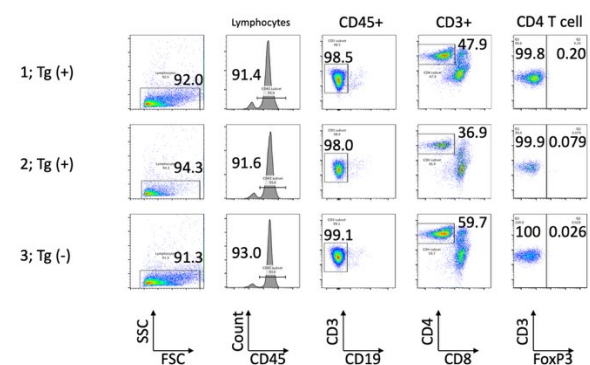 Lymphocytes
CD45+
CD3+
CD4 T cell
1; Tg (+)
92.0
91.4
98.5
47.9
99.8
0.20
2; Tg (+)
94.3
91.6
98.0
36.9
99.9
0.079
3; Tg (-)
91.3
93.0
99.1
59.7
100
0.026
SSC
FSC
Count
CD45
CD3
CD19
CD4
CD8
CD3
FoxP3